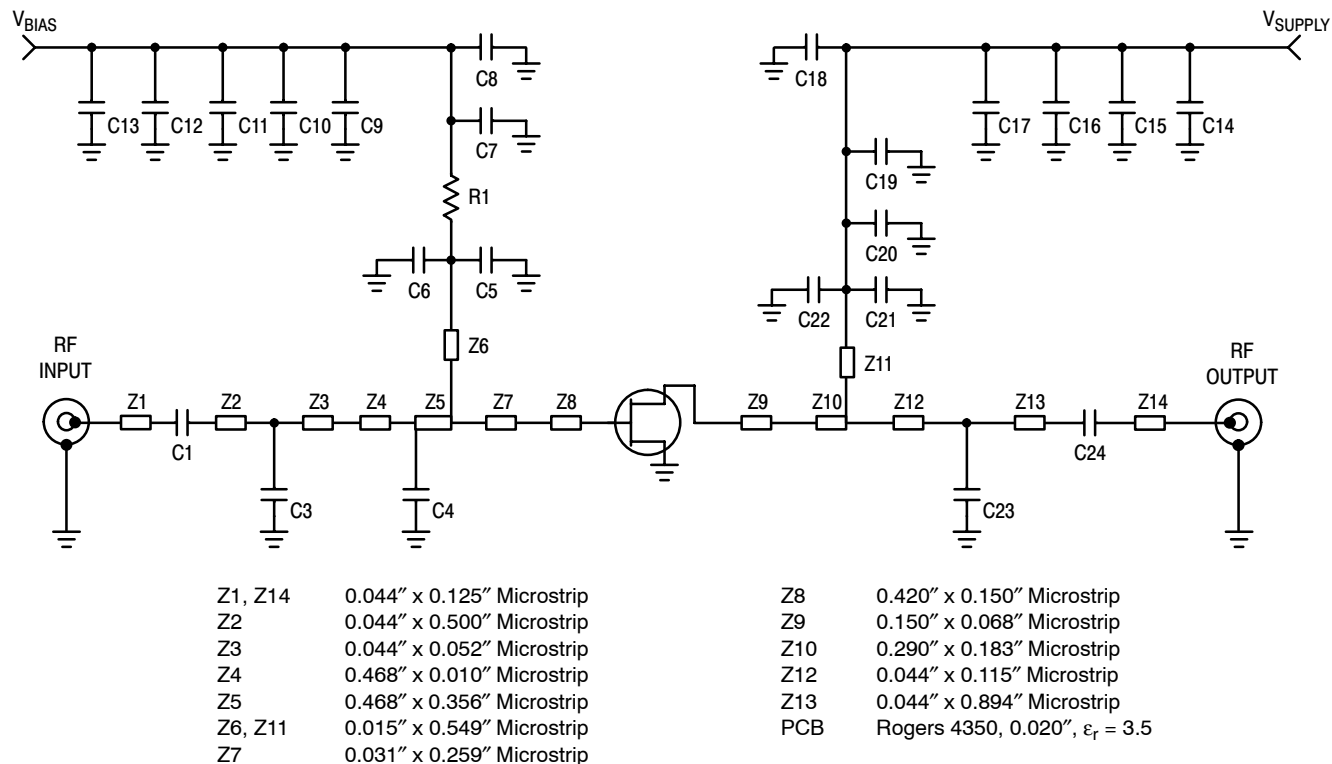 VBIAS
VSUPPLY
C8
C18
C13
C12
C11
C10
C9
C7
C17
C16
C15
C14
C19
R1
C20
C6
C5
C22
C21
Z6
Z11
RF
INPUT
RF
OUTPUT
Z1
Z2
Z3
Z4
Z5
Z7
Z8
Z9
Z10
Z12
Z13
Z14
C1
C24
C3
C4
C23
Z1, Z14 0.044″ x 0.125″ Microstrip
Z2 0.044″ x 0.500″ Microstrip
Z3 0.044″ x 0.052″ Microstrip
Z4 0.468″ x 0.010″ Microstrip
Z5 0.468″ x 0.356″ Microstrip
Z6, Z11 0.015″ x 0.549″ Microstrip
Z7 0.031″ x 0.259″ Microstrip
Z8 0.420″ x 0.150″ Microstrip
Z9 0.150″ x 0.068″ Microstrip
Z10 0.290″ x 0.183″ Microstrip
Z12 0.044″ x 0.115″ Microstrip
Z13 0.044″ x 0.894″ Microstrip
PCB Rogers 4350, 0.020″, εr = 3.5